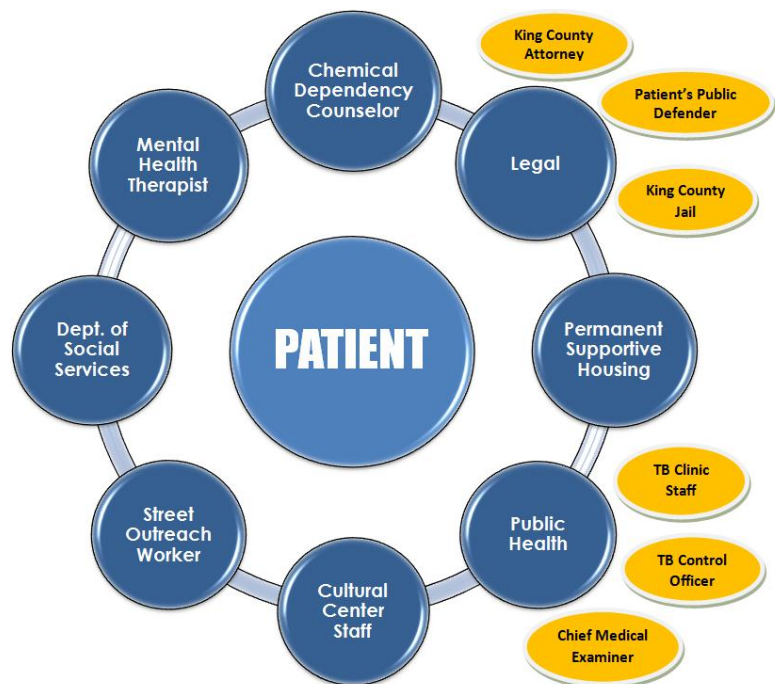 King County
Attorney
Chemical
Dependency
Counselor
Patient's Public
Defender
Mental
Health
Therapist
Legal
King County
Jail
Dept. of
Social
Services
PATIENT
Permanent
Supportive
Housing
TB Clinic
Staff
Street
Outreach
Worker
Public
Health
TB Control
Officer
Cultural
Center
Staff
Chief Medical
Examiner